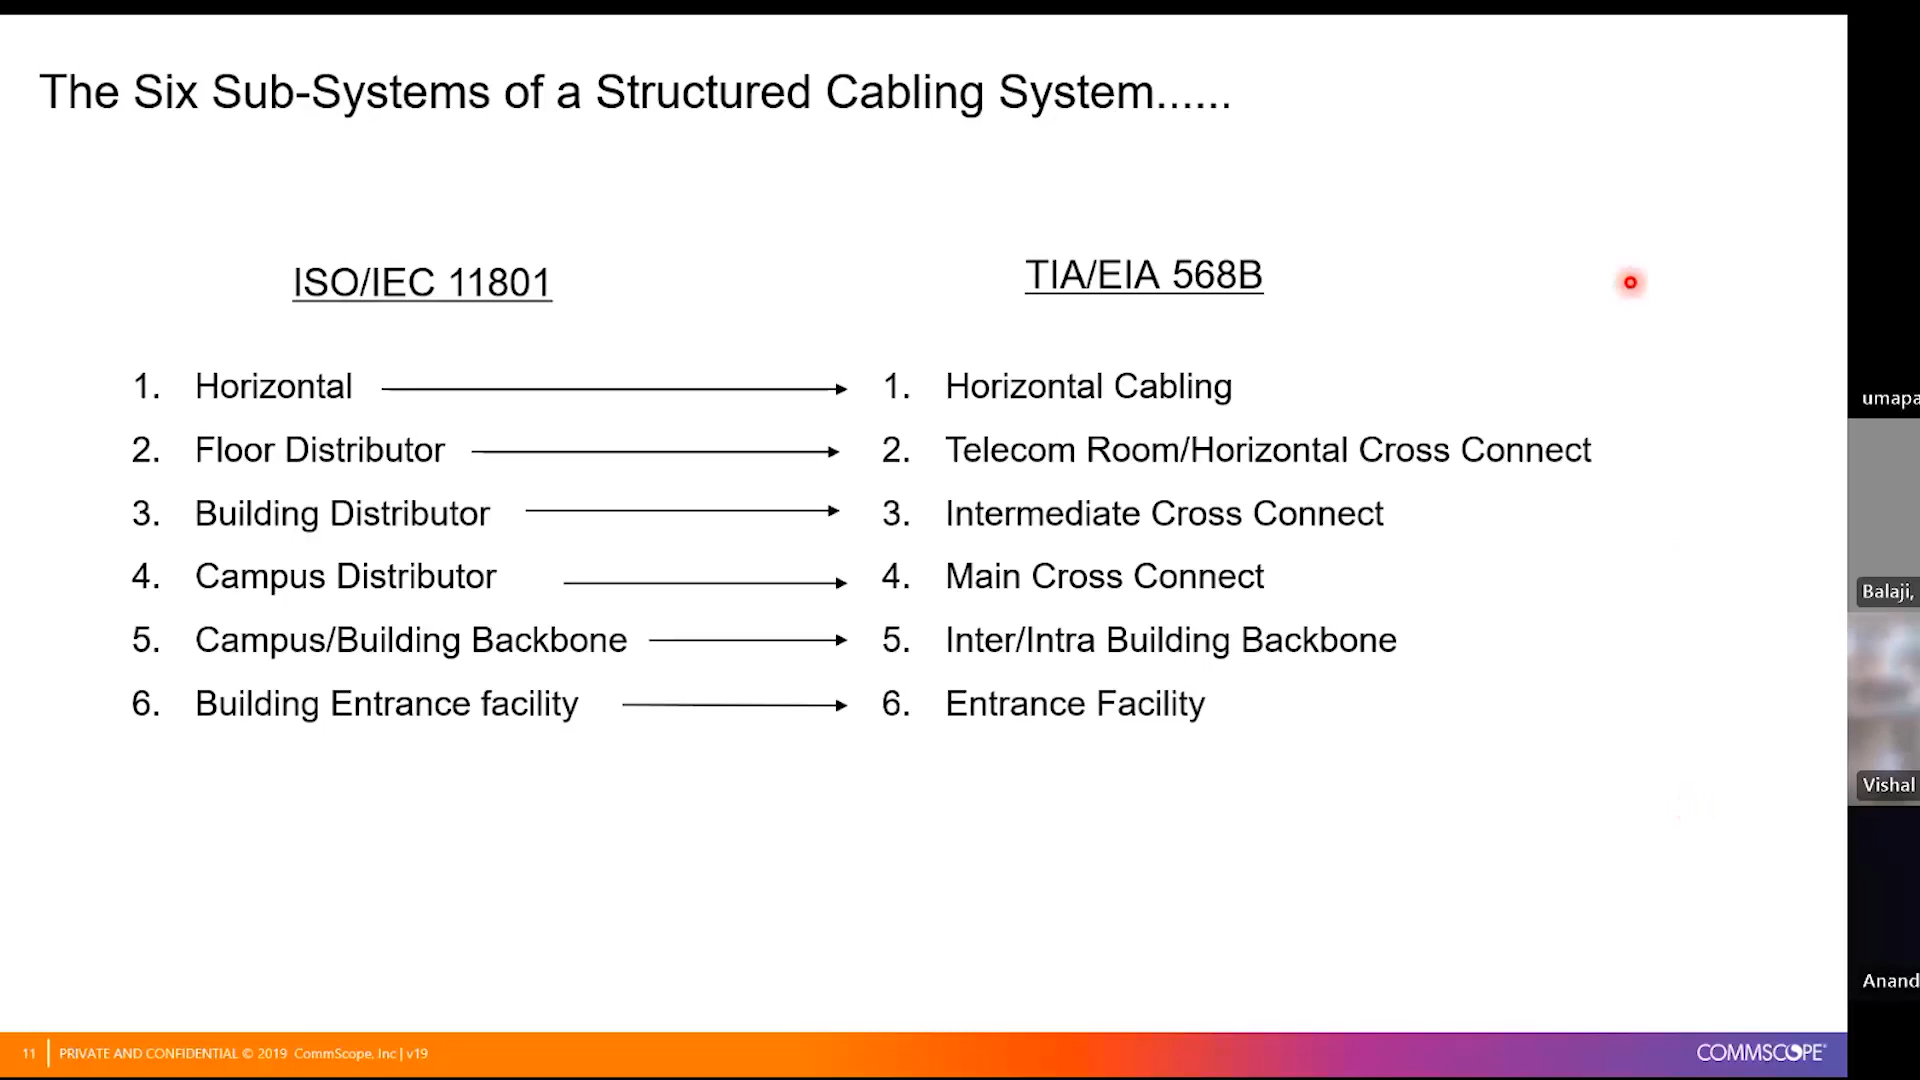 The Six Sub-Systems of a Structured Cabling System......
ISO/IEC 11801
TIA/EIA 568B
1. Horizontal
1. Horizontal Cabling
2. Floor Distributor
2. Telecom Room/Horizontal Cross Connect
3. Building Distributor
3. Intermediate Cross Connect
4. Campus Distributor
4. Main Cross Connect
5. Campus/Building Backbone
5. Inter/Intra Building Backbone
6. Building Entrance facility
6. Entrance Facility
umapa
Balaji,
Vishal
Anand
11 PRIVATE AND CONFIDENTIAL © 2019 CommScope, Inc | v19
COMMSCOPE®